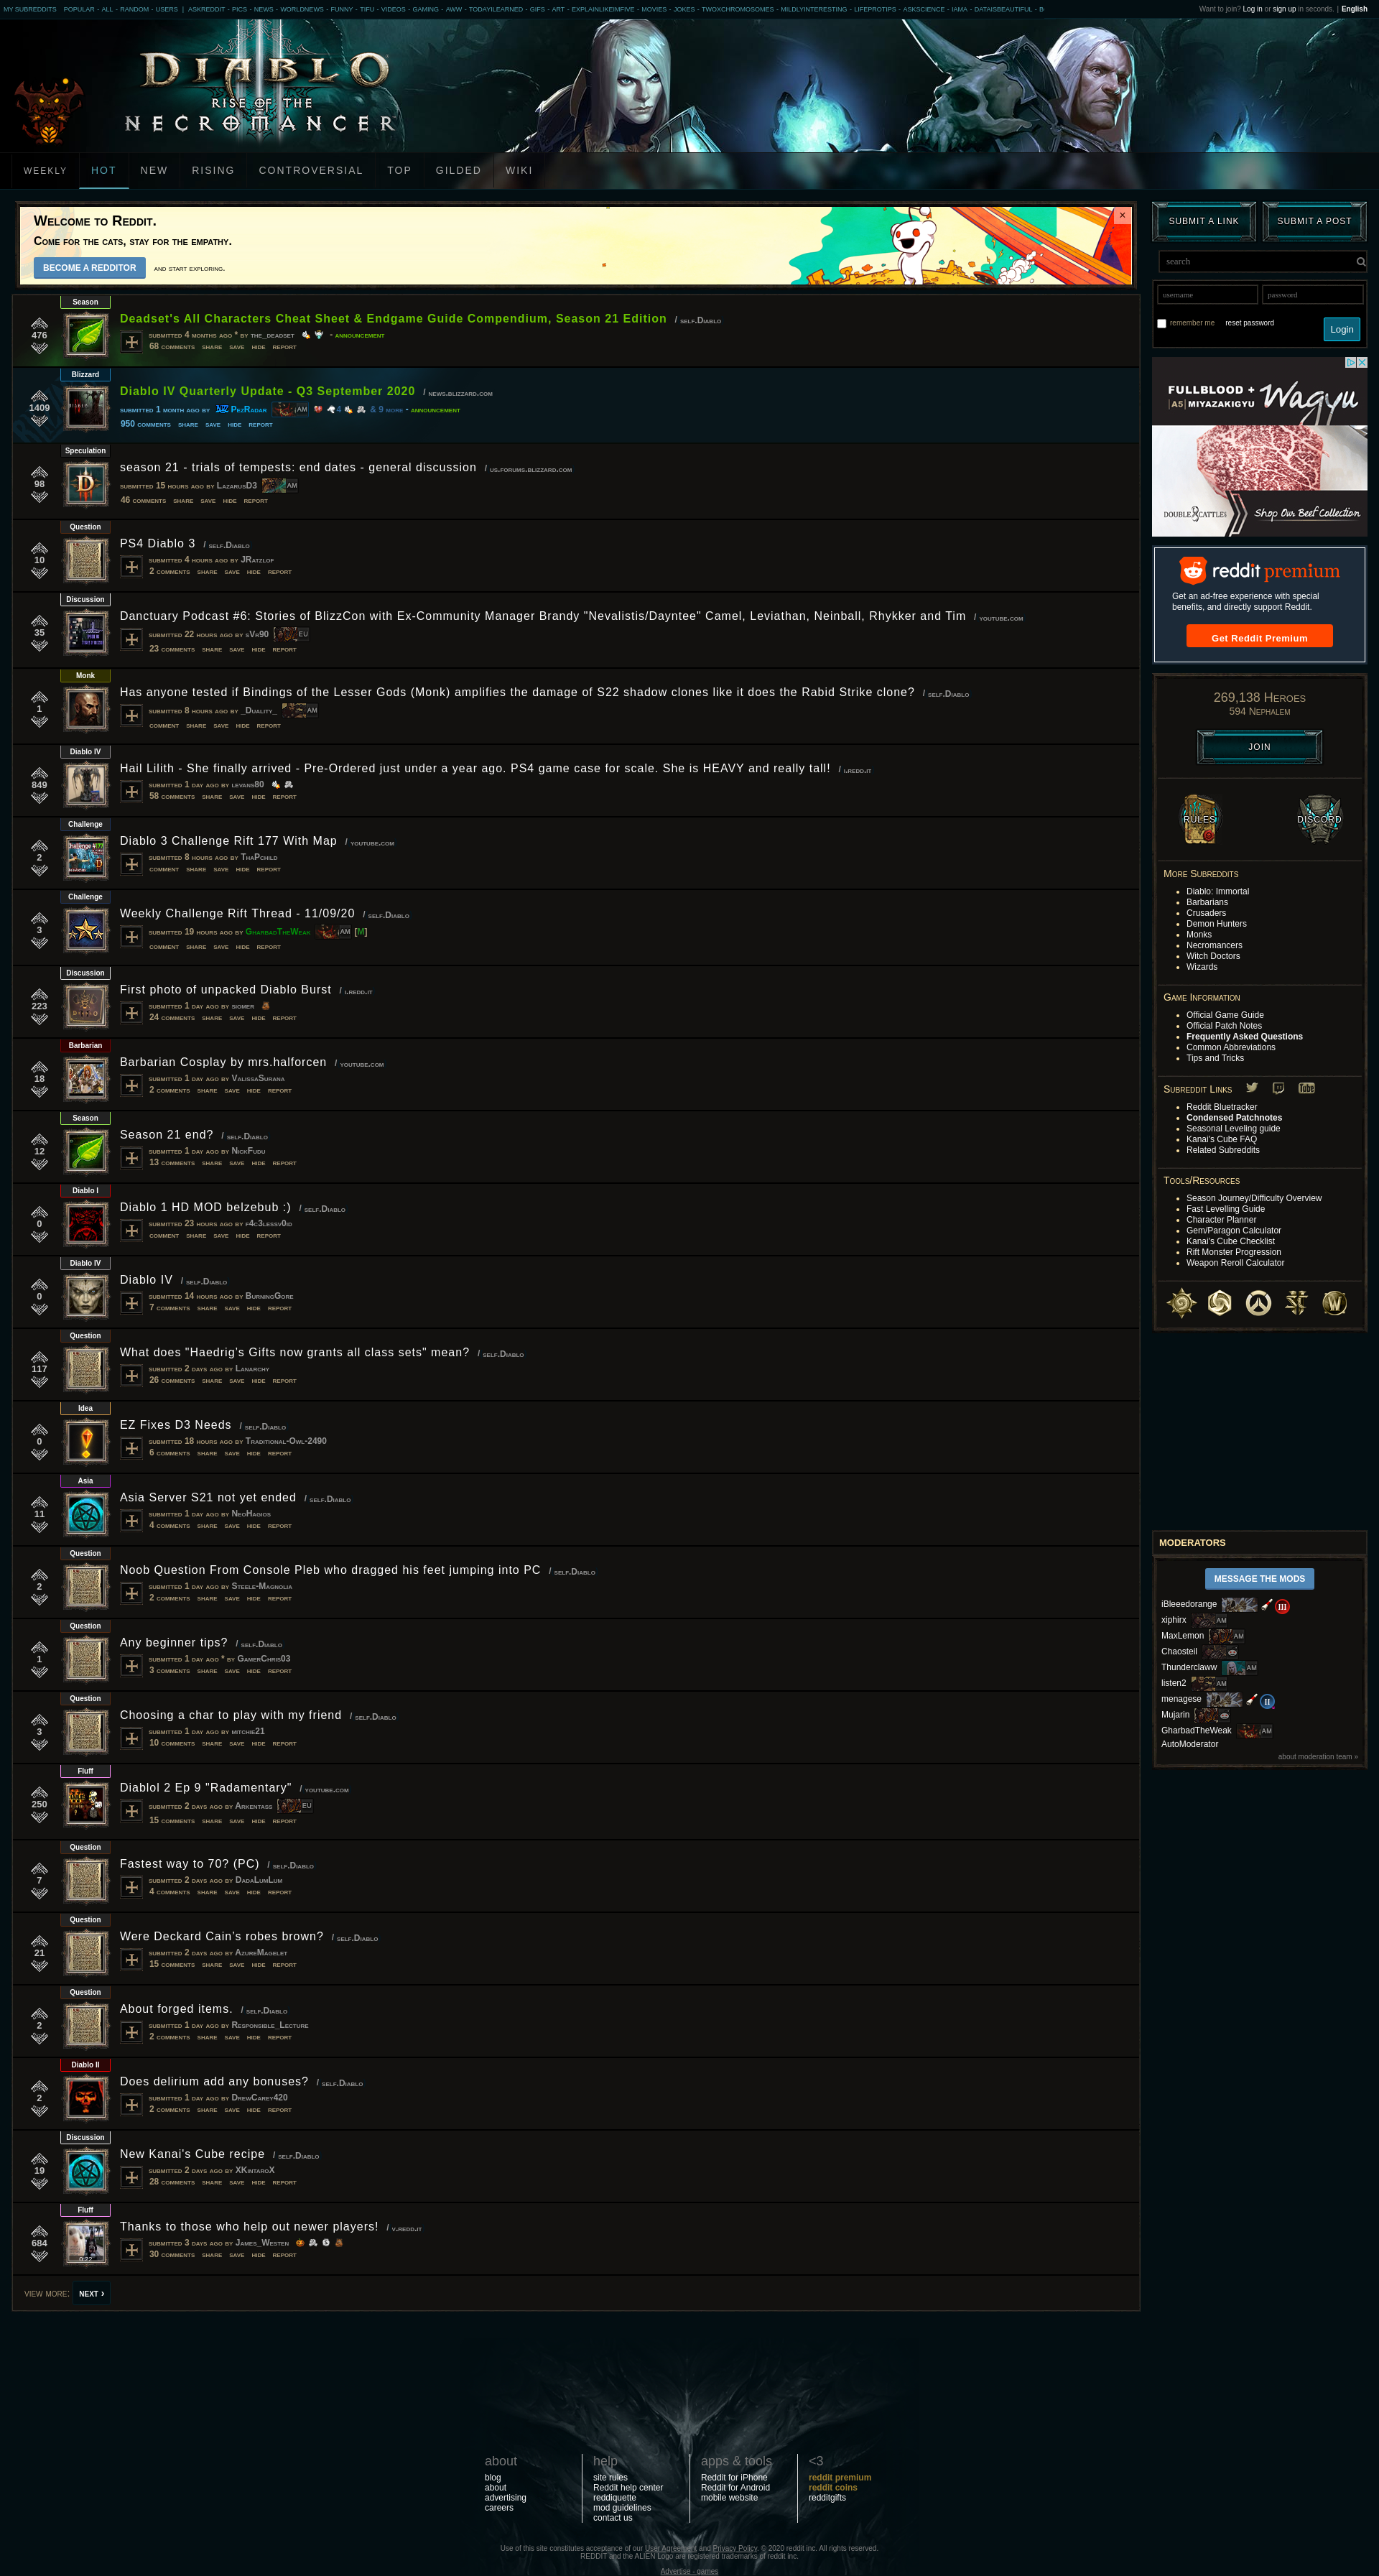 MY SUBREDDITS POPULAR - ALL - RANDOM - USERS | ASKREDDIT - PICS - NEWS - WORLDNEWS - FUNNY - TIFU - VIDEOS - GAMING - AWW - TODAYILEARNED - GIFS - ART - EXPLAINLIKEIMFIVE - MOVIES - JOKES - TWOXCHROMOSOMES - MILDLYINTERESTING - LIFEPROTIPS - ASKSCIENCE - IAMA - DATAISBEAUTIFUL - B
Want to join? Log in or sign up in seconds. | English
DIABLO
RISE OF THE
NECROMANCER
WEEKLY HOT NEW RISING CONTROVERSIAL TOP GILDED WIKI
Welcome to Reddit.
Come for the cats, stay for the empathy.
BECOME A REDDITOR and start exploring.
×
Season
476
Deadset's All Characters Cheat Sheet & Endgame Guide Compendium, Season 21 Edition / self.Diablo
submitted 4 months ago * by the_deadset - announcement
68 comments share save hide report
Blizzard
1409
Diablo IV Quarterly Update - Q3 September 2020 / news.blizzard.com
submitted 1 month ago by PezRadar AM 4 & 9 more - announcement
950 comments share save hide report
Speculation
98
season 21 - trials of tempests: end dates - general discussion / us.forums.blizzard.com
submitted 15 hours ago by LazarusD3 AM
46 comments share save hide report
Question
10
PS4 Diablo 3 / self.Diablo
submitted 4 hours ago by JRatzlof
2 comments share save hide report
Discussion
35
Danctuary Podcast #6: Stories of BlizzCon with Ex-Community Manager Brandy "Nevalistis/Dayntee" Camel, Leviathan, Neinball, Rhykker and Tim / youtube.com
submitted 22 hours ago by sVr90 EU
23 comments share save hide report
Monk
1
Has anyone tested if Bindings of the Lesser Gods (Monk) amplifies the damage of S22 shadow clones like it does the Rabid Strike clone? / self.Diablo
submitted 8 hours ago by _Duality_ AM
comment share save hide report
Diablo IV
849
Hail Lilith - She finally arrived - Pre-Ordered just under a year ago. PS4 game case for scale. She is HEAVY and really tall! / i.redd.it
submitted 1 day ago by levans80
58 comments share save hide report
Challenge
2
Diablo 3 Challenge Rift 177 With Map / youtube.com
submitted 8 hours ago by ThaPchild
comment share save hide report
Challenge
3
Weekly Challenge Rift Thread - 11/09/20 / self.Diablo
submitted 19 hours ago by GharbadTheWeak AM [M]
comment share save hide report
Discussion
223
First photo of unpacked Diablo Burst / i.redd.it
submitted 1 day ago by siomer
24 comments share save hide report
Barbarian
18
Barbarian Cosplay by mrs.halforcen / youtube.com
submitted 1 day ago by ValissaSurana
2 comments share save hide report
Season
12
Season 21 end? / self.Diablo
submitted 1 day ago by NickFudu
13 comments share save hide report
Diablo I
0
Diablo 1 HD MOD belzebub :) / self.Diablo
submitted 23 hours ago by f4c3lessv0id
comment share save hide report
Diablo IV
0
Diablo IV / self.Diablo
submitted 14 hours ago by BurningGore
7 comments share save hide report
Question
117
What does "Haedrig's Gifts now grants all class sets" mean? / self.Diablo
submitted 2 days ago by Lanarchy
26 comments share save hide report
Idea
0
EZ Fixes D3 Needs / self.Diablo
submitted 18 hours ago by Traditional-Owl-2490
6 comments share save hide report
Asia
11
Asia Server S21 not yet ended / self.Diablo
submitted 1 day ago by NeoHagios
4 comments share save hide report
Question
2
Noob Question From Console Pleb who dragged his feet jumping into PC / self.Diablo
submitted 1 day ago by Steele-Magnolia
2 comments share save hide report
Question
1
Any beginner tips? / self.Diablo
submitted 1 day ago * by GamerChris03
3 comments share save hide report
Question
3
Choosing a char to play with my friend / self.Diablo
submitted 1 day ago by mitchie21
10 comments share save hide report
Fluff
250
Diablol 2 Ep 9 "Radamentary" / youtube.com
submitted 2 days ago by Arkentass EU
15 comments share save hide report
Question
7
Fastest way to 70? (PC) / self.Diablo
submitted 2 days ago by DadaLumLum
4 comments share save hide report
Question
21
Were Deckard Cain's robes brown? / self.Diablo
submitted 2 days ago by AzureMagelet
15 comments share save hide report
Question
2
About forged items. / self.Diablo
submitted 1 day ago by Responsible_Lecture
2 comments share save hide report
Diablo II
2
Does delirium add any bonuses? / self.Diablo
submitted 1 day ago by DrewCarey420
2 comments share save hide report
Discussion
19
New Kanai's Cube recipe / self.Diablo
submitted 2 days ago by XKintaroX
28 comments share save hide report
Fluff
684
Thanks to those who help out newer players! / v.redd.it
submitted 3 days ago by James_Westen
30 comments share save hide report
VIEW MORE: NEXT ›
SUBMIT A LINK SUBMIT A POST
search
username password
remember me reset password Login
FULLBLOOD +
A5 MIYAZAKIGYU
Wagyu
DOUBLE 8 CATTLE
Shop Our Beef Collection
reddit premium
Get an ad-free experience with special
benefits, and directly support Reddit.
Get Reddit Premium
269,138 Heroes
594 Nephalem
JOIN
RULES DISCORD
More Subreddits
Diablo: Immortal
Barbarians
Crusaders
Demon Hunters
Monks
Necromancers
Witch Doctors
Wizards
Game Information
Official Game Guide
Official Patch Notes
Frequently Asked Questions
Common Abbreviations
Tips and Tricks
Subreddit Links
Reddit Bluetracker
Condensed Patchnotes
Seasonal Leveling guide
Kanai's Cube FAQ
Related Subreddits
Tools/Resources
Season Journey/Difficulty Overview
Fast Levelling Guide
Character Planner
Gem/Paragon Calculator
Kanai's Cube Checklist
Rift Monster Progression
Weapon Reroll Calculator
MODERATORS
MESSAGE THE MODS
iBleeedorange III
xiphirx AM
MaxLemon AM
Chaosteil
Thunderclaww AM
listen2 AM
menagese II
Mujarin
GharbadTheWeak AM
AutoModerator
about moderation team »
about
blog
about
advertising
careers
help
site rules
Reddit help center
reddiquette
mod guidelines
contact us
apps & tools
Reddit for iPhone
Reddit for Android
mobile website
<3
reddit premium
reddit coins
redditgifts
Use of this site constitutes acceptance of our User Agreement and Privacy Policy. © 2020 reddit inc. All rights reserved.
REDDIT and the ALIEN Logo are registered trademarks of reddit inc.
Advertise - games